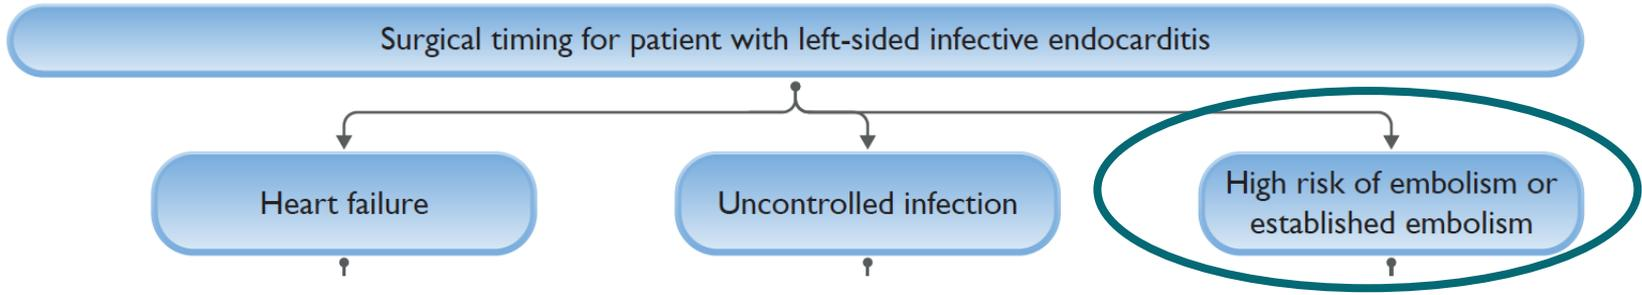 Surgical timing for patient with left-sided infective endocarditis
Heart failure
Uncontrolled infection
High risk of embolism or
established embolism